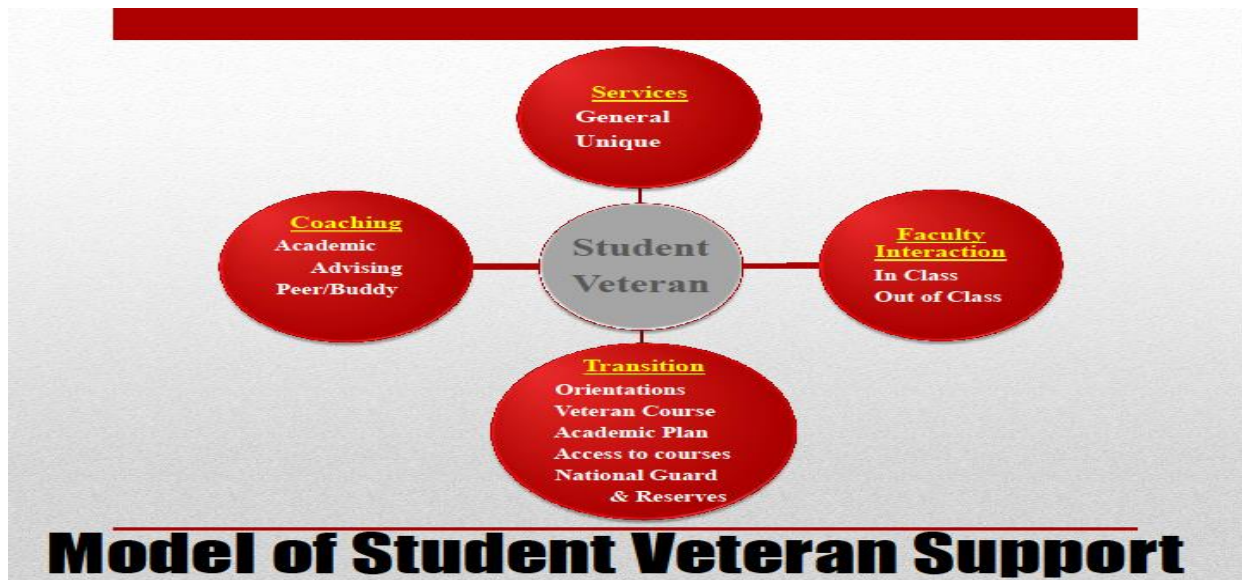 Services
General
Unique
Coaching
Academic
Advising
Peer/Buddy
Student
Veteran
Faculty
Interaction
In Class
Out of Class
Transition
Orientations
Veteran Course
Academic Plan
Access to courses
National Guard
& Reserves
Model of Student Veteran Support